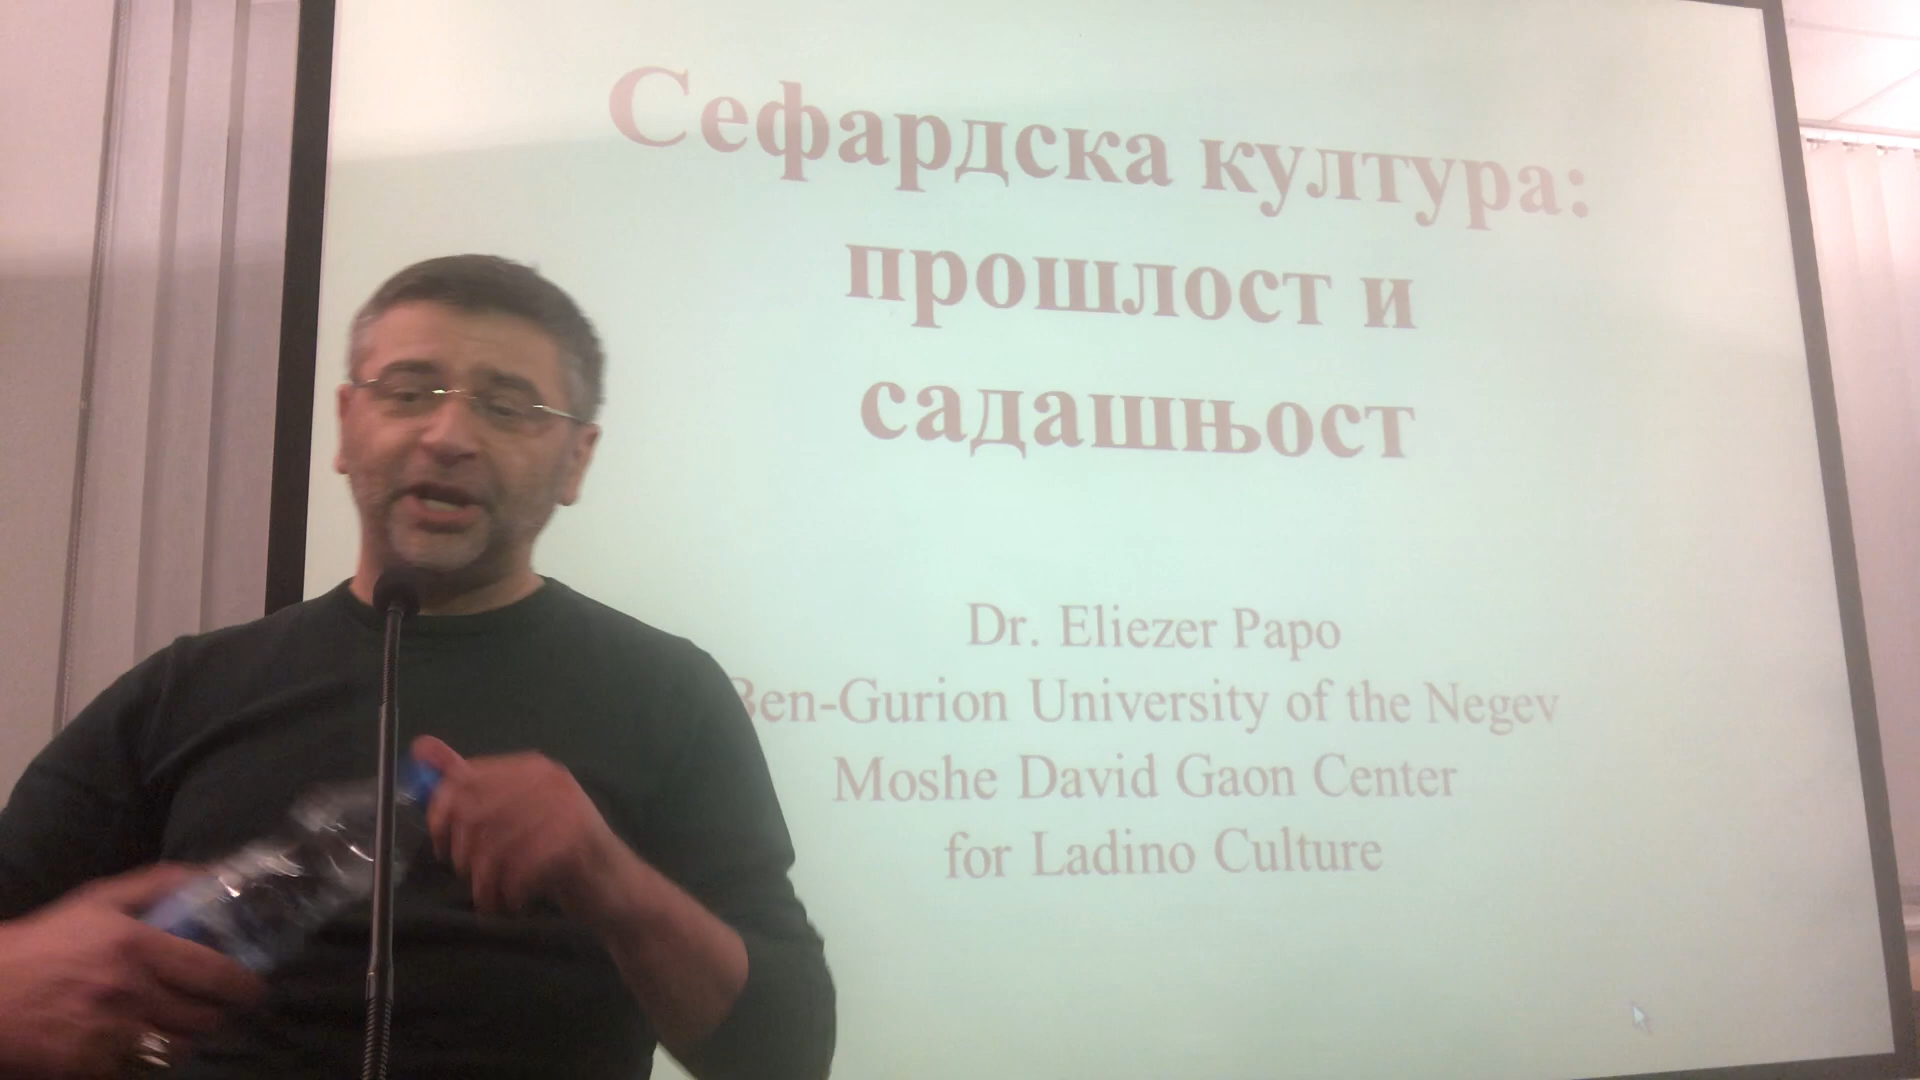 Сефардска култура:
прошлост и
садашњост
Dr. Eliezer Papo
Ben-Gurion University of the Negev
Moshe David Gaon Center
for Ladino Culture